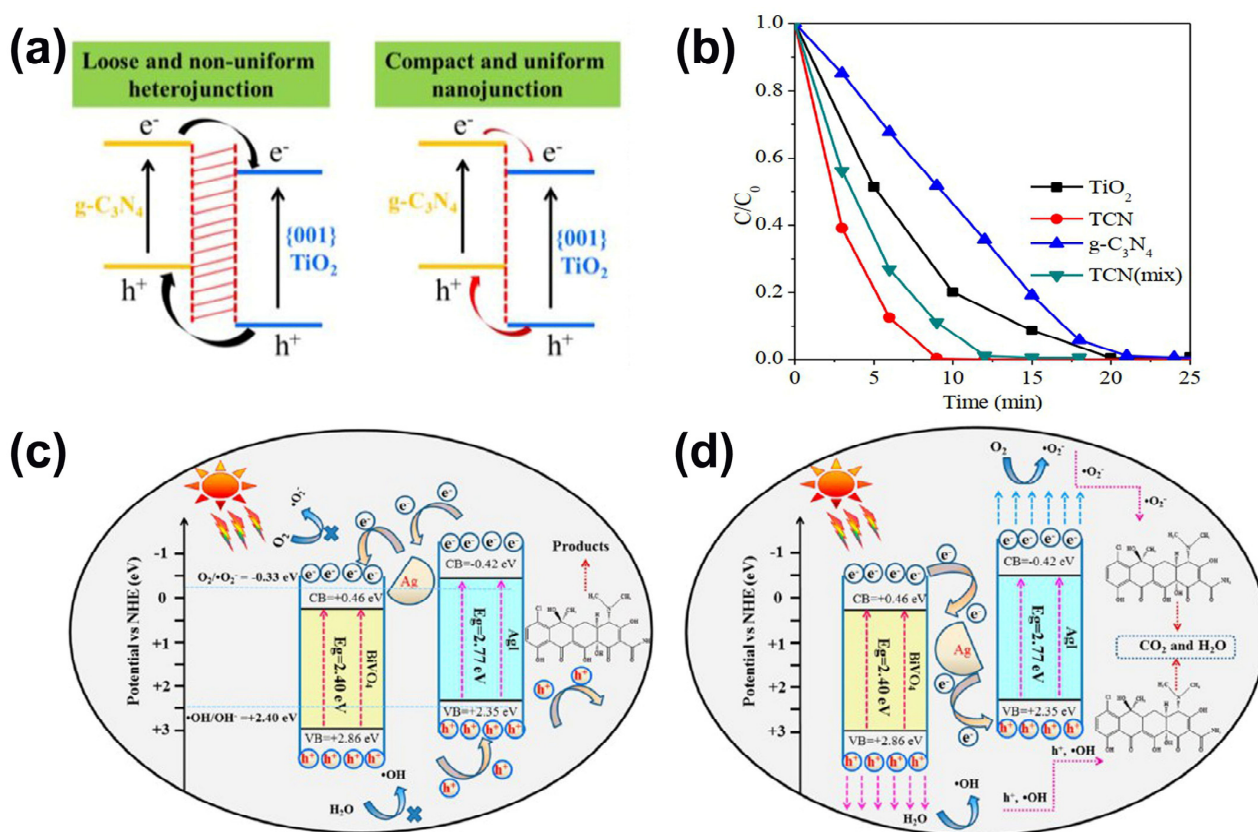 (a)
Loose and non-uniform
heterojunction
Compact and uniform
nanojunction
e-
e-
g-C3N4
{001}
TiO2
h+
h+
e-
e-
g-C3N4
{001}
TiO2
h+
h+
(b)
C/C0
1.0
0.8
0.6
0.4
0.2
0.0
TiO2
TCN
g-C3N4
TCN(mix)
0 5 10 15 20 25
Time (min)
(c)
Potential vs NHE (eV)
-1
0
+1
+2
+3
O2/•O2- = -0.33 eV
•OH/OH- =+2.40 eV
O2
•O2-
e- e- e- e-
CB=+0.46 eV
Eg=2.40 eV
BiVO4
VB=+2.86 eV
h+ h+ h+ h+
•OH
H2O
e-
e-
e-
Ag
e- e- e- e-
CB=-0.42 eV
Eg=2.77eV
AgI
VB=+2.35 eV
h+ h+ h+ h+
h+
h+
h+
h+
Products
(d)
Potential vs NHE (eV)
-1
0
+1
+2
+3
e- e- e- e-
CB=+0.46 eV
Eg=2.40 eV
BiVO4
VB=+2.86 eV
h+ h+ h+ h+
H2O
•OH
e-
e-
Ag
e-
e-
O2
•O2-
•O2-
•O2-
e- e- e- e-
CB=-0.42 eV
Eg=2.77 eV
AgI
VB=+2.35 eV
h+ h+ h+ h+
CO2 and H2O
h+, •OH
h+, •OH